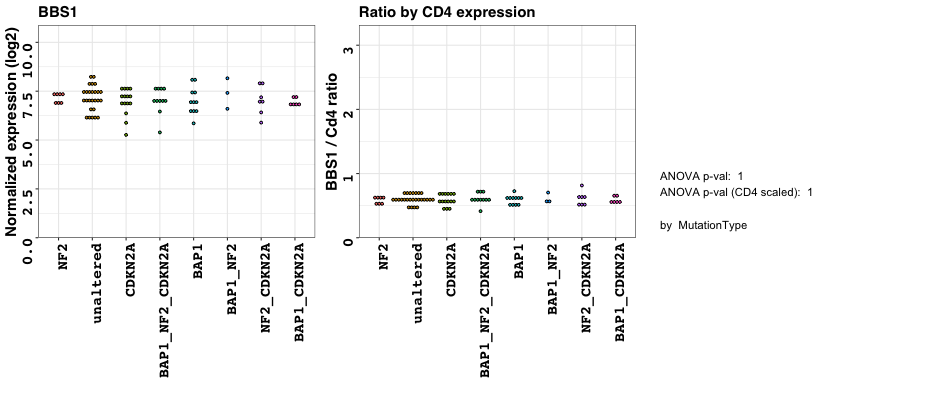 BBS1
Normalized expression (log2)
10.0
7.5
5.0
2.5
0.0
NF2
unaltered
CDKN2A
BAP1_NF2_CDKN2A
BAP1
BAP1_NF2
NF2_CDKN2A
BAP1_CDKN2A
Ratio by CD4 expression
BBS1 / Cd4 ratio
3
2
1
0
NF2
unaltered
CDKN2A
BAP1_NF2_CDKN2A
BAP1
BAP1_NF2
NF2_CDKN2A
BAP1_CDKN2A
ANOVA p-val: 1
ANOVA p-val (CD4 scaled): 1
by MutationType